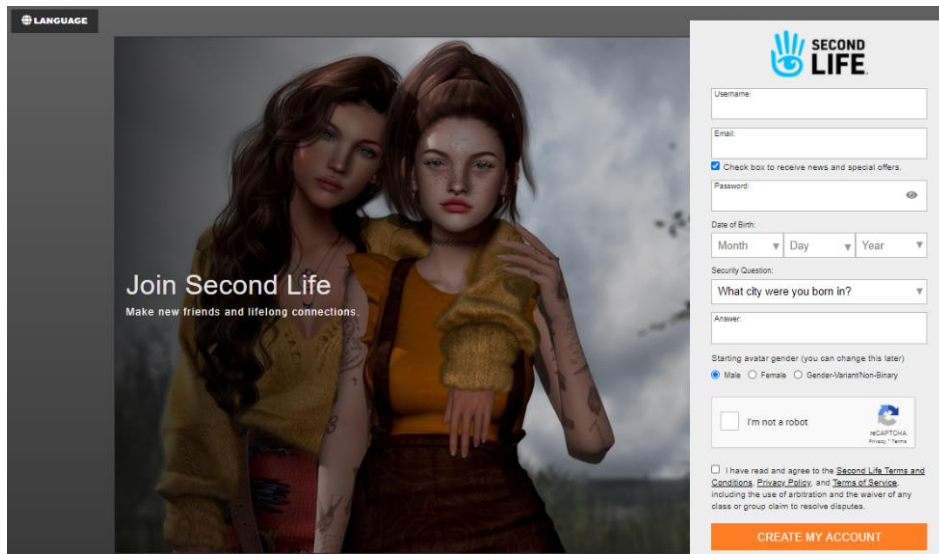 LANGUAGE
SECOND
LIFE
Username:
Email:
Check box to receive news and special offers.
Password:
Date of Birth:
Month Day Year
Security Question:
What city were you born in?
Answer:
Starting avatar gender (you can change this later)
Male Female Gender-Variant/Non-Binary
I'm not a robot
reCAPTCHA
Privacy * Terms
I have read and agree to the Second Life Terms and
Conditions, Privacy Policy, and Terms of Service,
including the use of arbitration and the waiver of any
class or group claim to resolve disputes.
CREATE MY ACCOUNT
Join Second Life
Make new friends and lifelong connections.